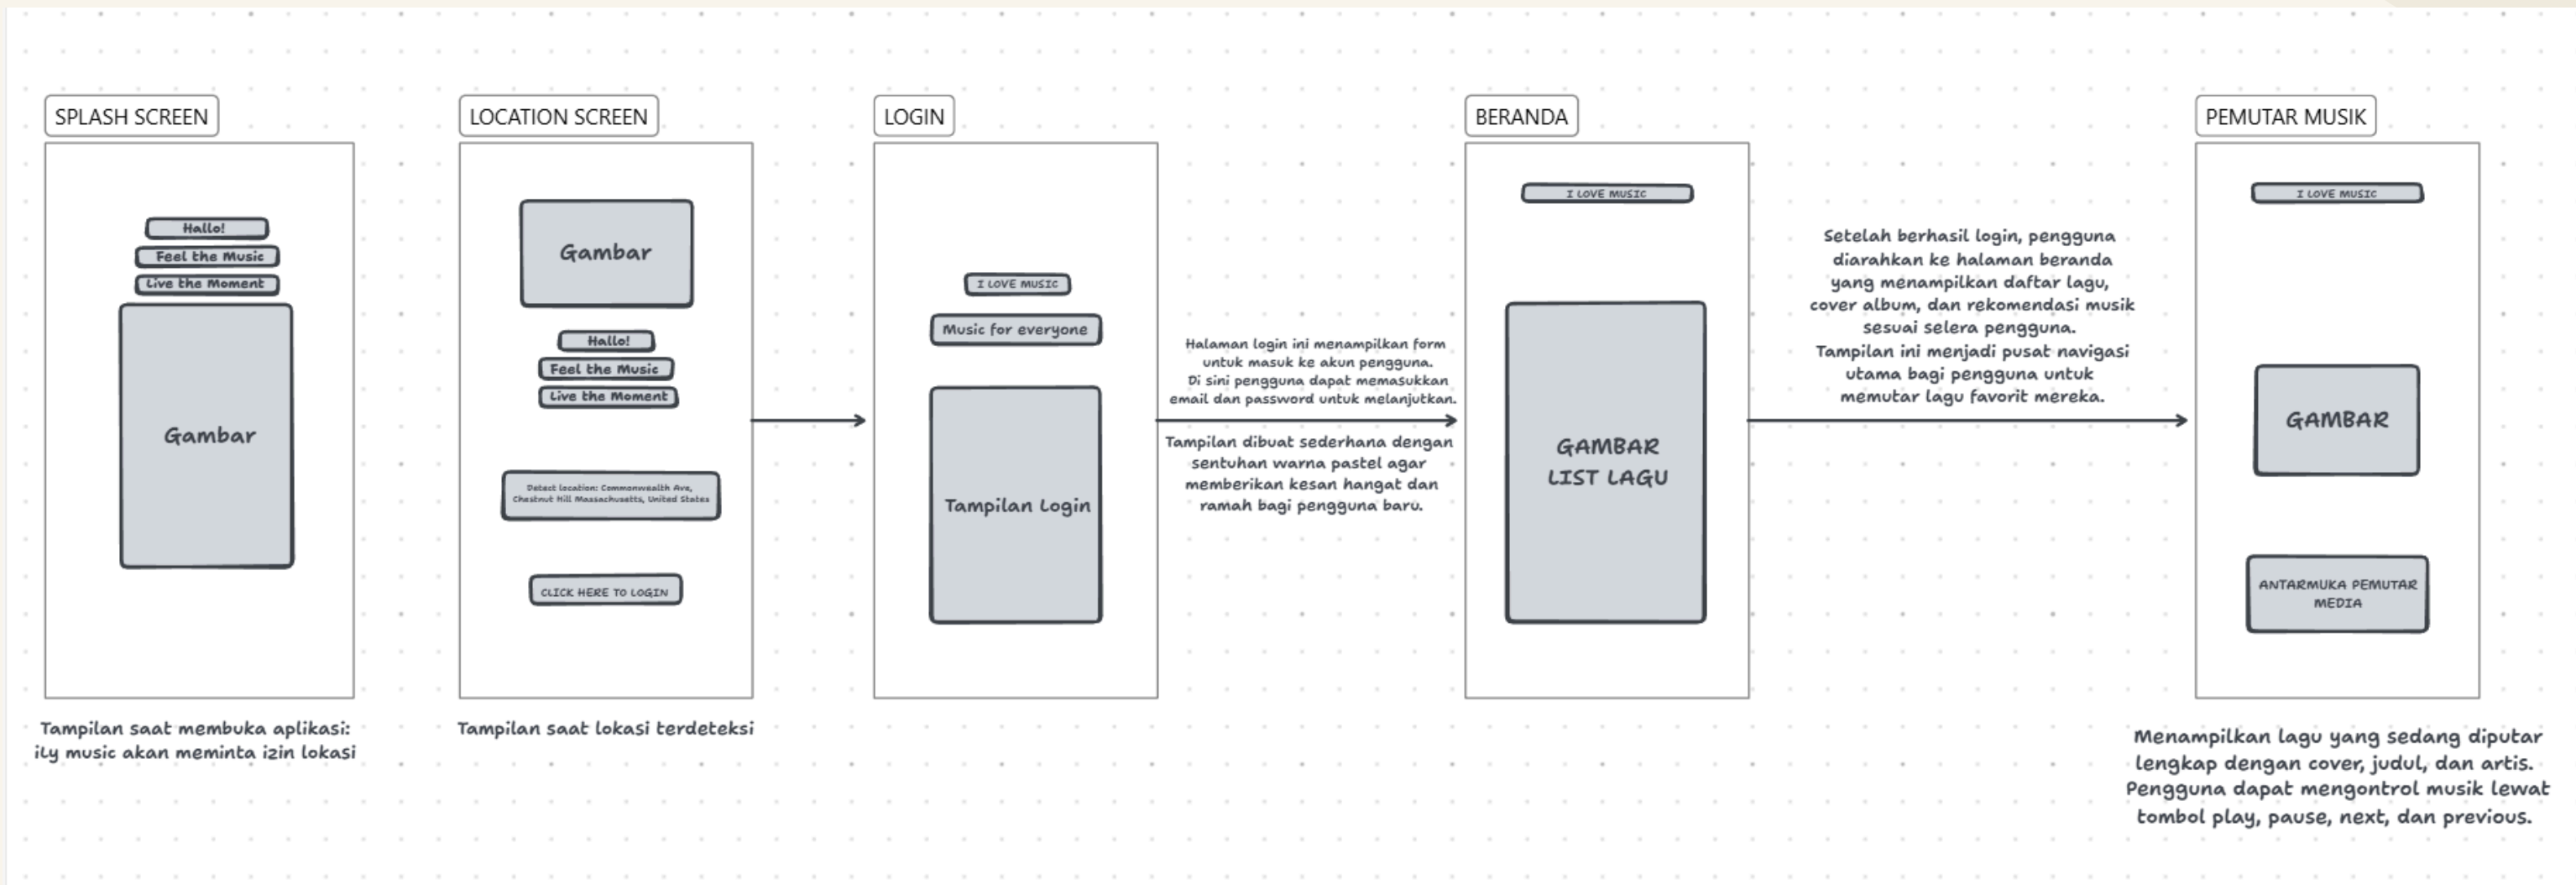 SPLASH SCREEN
Hallo!
Feel the Music
Live the Moment
Gambar
Tampilan saat membuka aplikasi:
ily music akan meminta izin lokasi
LOCATION SCREEN
Gambar
Hallo!
Feel the Music
Live the Moment
Detect location: Commonwealth Ave,
Chestnut Hill Massachusetts, United States
CLICK HERE TO LOGIN
Tampilan saat lokasi terdeteksi
LOGIN
I LOVE MUSIC
Music for everyone
Tampilan Login
Halaman login ini menampilkan form
untuk masuk ke akun pengguna.
Di sini pengguna dapat memasukkan
email dan password untuk melanjutkan.
Tampilan dibuat sederhana dengan
sentuhan warna pastel agar
memberikan kesan hangat dan
ramah bagi pengguna baru.
BERANDA
I LOVE MUSIC
GAMBAR
LIST LAGU
Setelah berhasil login, pengguna
diarahkan ke halaman beranda
yang menampilkan daftar lagu,
cover album, dan rekomendasi musik
sesuai selera pengguna.
Tampilan ini menjadi pusat navigasi
utama bagi pengguna untuk
memutar lagu favorit mereka.
PEMUTAR MUSIK
I LOVE MUSIC
GAMBAR
ANTARMUKA PEMUTAR
MEDIA
Menampilkan lagu yang sedang diputar
lengkap dengan cover, judul, dan artis.
Pengguna dapat mengontrol musik lewat
tombol play, pause, next, dan previous.